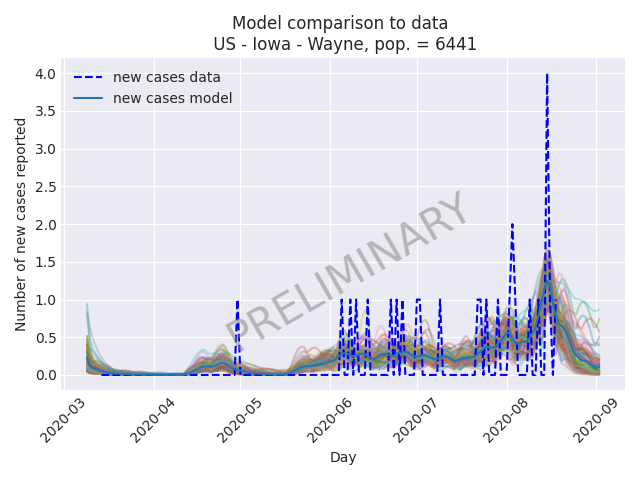 Model comparison to data
US - Iowa - Wayne, pop. = 6441
new cases data
new cases model
PRELIMINARY
Number of new cases reported
4.0
3.5
3.0
2.5
2.0
1.5
1.0
0.5
0.0
2020-03
2020-04
2020-05
2020-06
2020-07
2020-08
2020-09
Day